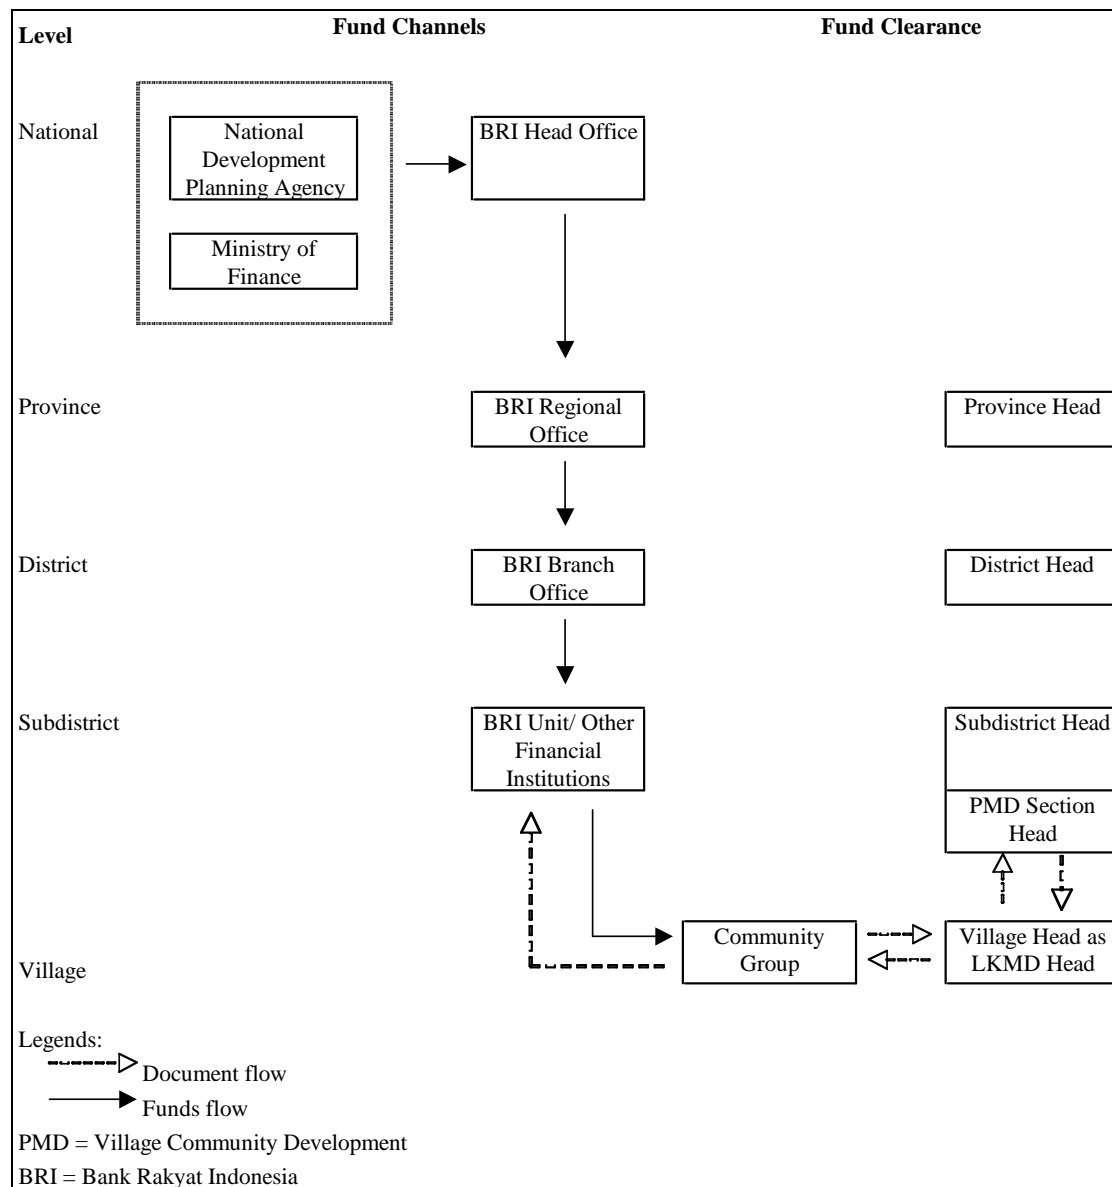 Level
Fund Channels
Fund Clearance
National
National
Development
Planning Agency
BRI Head Office
Ministry of
Finance
Province
BRI Regional
Office
Province Head
District
BRI Branch
Office
District Head
Subdistrict
BRI Unit/ Other
Financial
Institutions
Subdistrict Head
PMD Section
Head
Community
Group
Village Head as
LKMD Head
Village
Legends:
Document flow
Funds flow
PMD = Village Community Development
BRI = Bank Rakyat Indonesia